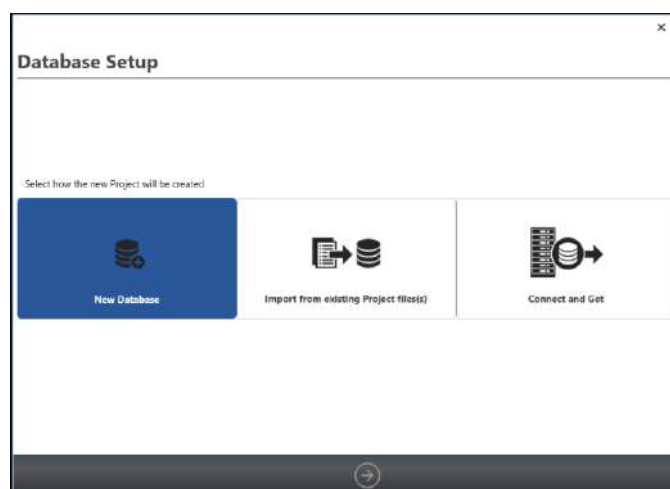 Database Setup
Select how the new Project will be created
New Database
Import from existing Project files(s)
Connect and Get